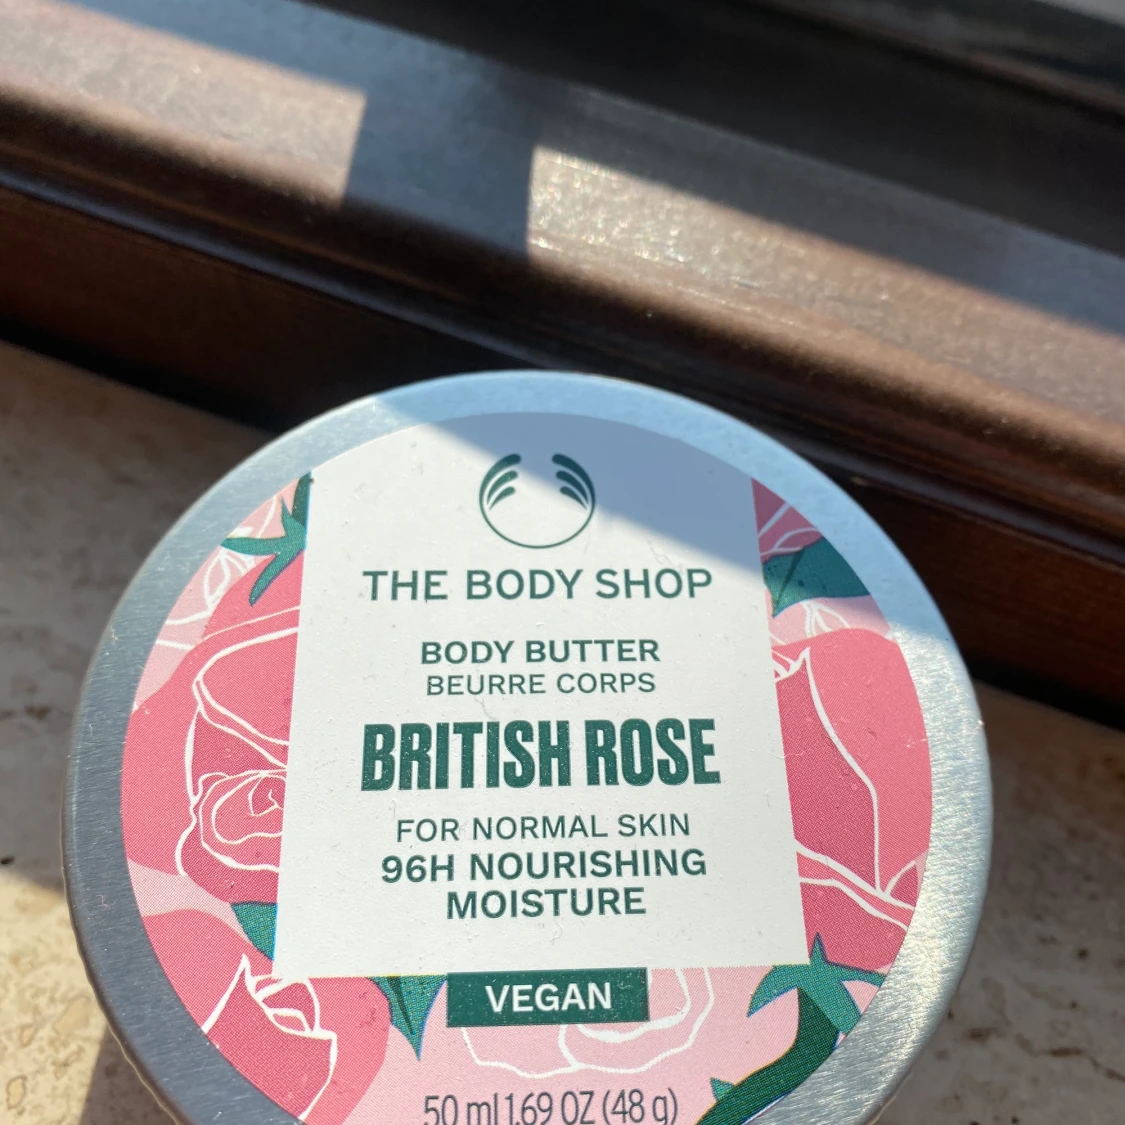 THE BODY SHOP
BODY BUTTER
BEURRE CORPS
BRITISH ROSE
FOR NORMAL SKIN
96H NOURISHING
MOISTURE
VEGAN
50 ml 1.69 OZ (48 g)